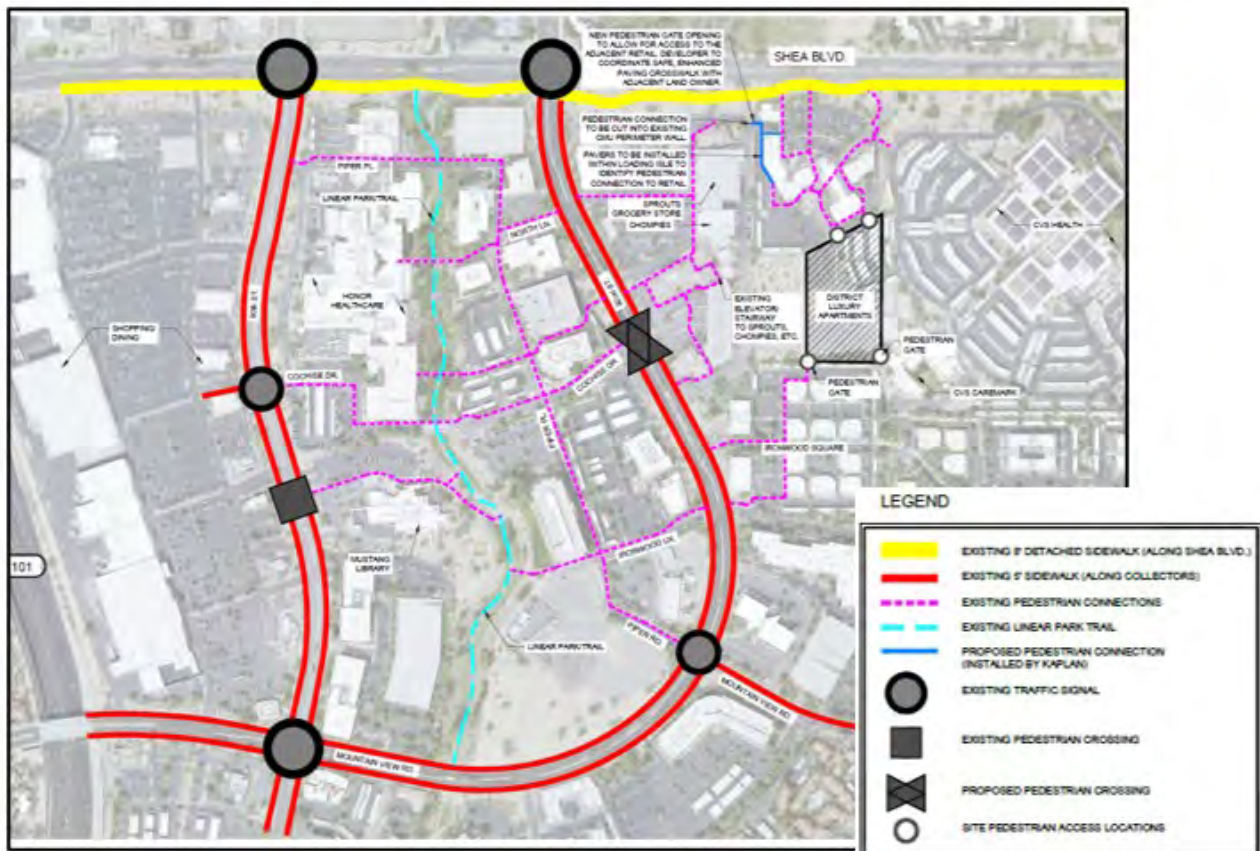 NEW PEDESTRIAN GATE OPENING
TO ALLOW FOR ACCESS TO THE
ADJACENT RETAIL. DEVELOPER TO
COORDINATE SAFE, ENHANCED
PAVING CROSSWALK WITH
ADJACENT LAND OWNER.
SHEA BLVD.
PEDESTRIAN CONNECTION
TO BE CUT INTO EXISTING
CMU PERIMETER WALL.
PAVERS TO BE INSTALLED
WITHIN LOADING ISLE TO
IDENTIFY PEDESTRIAN
CONNECTION TO RETAIL
PIPER PL.
LINEAR PARK/TRAIL
NORTH LN.
SPROUTS
GROCERY STORE
CHOMPIES
CVS HEALTH
HONOR
HEALTHCARE
SHOPPING/
DINING
EXISTING
ELEVATOR/
STAIRWAY
TO SPROUTS,
CHOMPIES, ETC.
DISTRICT
LUXURY
APARTMENTS
PEDESTRIAN
GATE
COCHISE DR.
COCHISE DR.
PEDESTRIAN
GATE
CVS CAREMARK
PIPER PL.
IRONWOOD SQUARE
MUSTANG
LIBRARY
IRONWOOD LN.
101
LINEAR PARK/TRAIL
PIPER RD.
MOUNTAIN VIEW RD.
MOUNTAIN VIEW RD.
LEGEND
EXISTING 8' DETACHED SIDEWALK (ALONG SHEA BLVD.)
EXISTING 5' SIDEWALK (ALONG COLLECTORS)
EXISTING PEDESTRIAN CONNECTIONS
EXISTING LINEAR PARK TRAIL
PROPOSED PEDESTRIAN CONNECTION
(INSTALLED BY KAPLAN)
EXISTING TRAFFIC SIGNAL
EXISTING PEDESTRIAN CROSSING
PROPOSED PEDESTRIAN CROSSING
SITE PEDESTRIAN ACCESS LOCATIONS